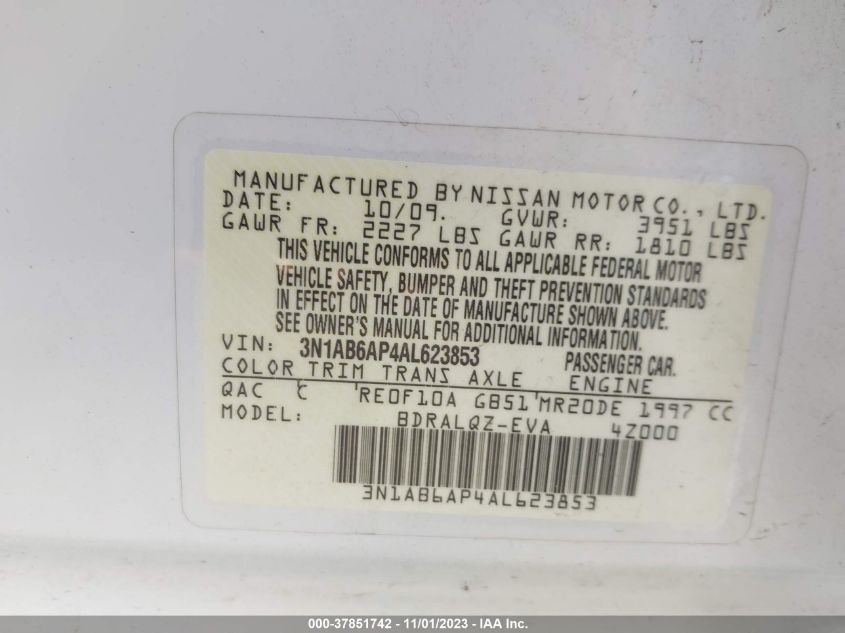 MANUFACTURED BY NISSAN MOTOR CO., LTD.
DATE: 10/09. GVWR: 3951 LBS
GAWR FR: 2227 LBS GAWR RR: 1810 LBS
THIS VEHICLE CONFORMS TO ALL APPLICABLE FEDERAL MOTOR
VEHICLE SAFETY, BUMPER AND THEFT PREVENTION STANDARDS
IN EFFECT ON THE DATE OF MANUFACTURE SHOWN ABOVE.
SEE OWNER'S MANUAL FOR ADDITIONAL INFORMATION.
VIN: 3N1AB6AP4AL623853 PASSENGER CAR.
COLOR TRIM TRANS AXLE ENGINE
QAC C RE0F10A GB51 MR20DE 1997 CC
MODEL: BDRALQZ-EVA 4Z000
3N1AB6AP4AL623853
000-37851742 - 11/01/2023 - IAA Inc.